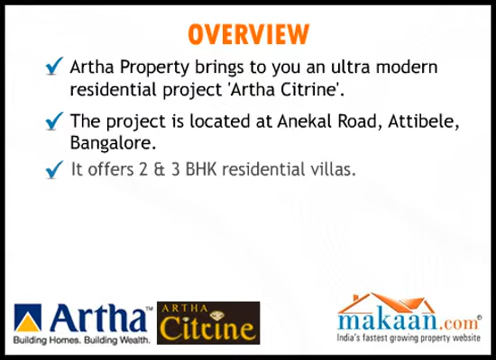 OVERVIEW
Artha Property brings to you an ultra modern
residential project 'Artha Citrine'.
The project is located at Anekal Road, Attibele,
Bangalore.
It offers 2 & 3 BHK residential villas.
Artha™
Building Homes. Building Wealth.
ARTHA
Citrine
makaan.com©
India's fastest growing property website